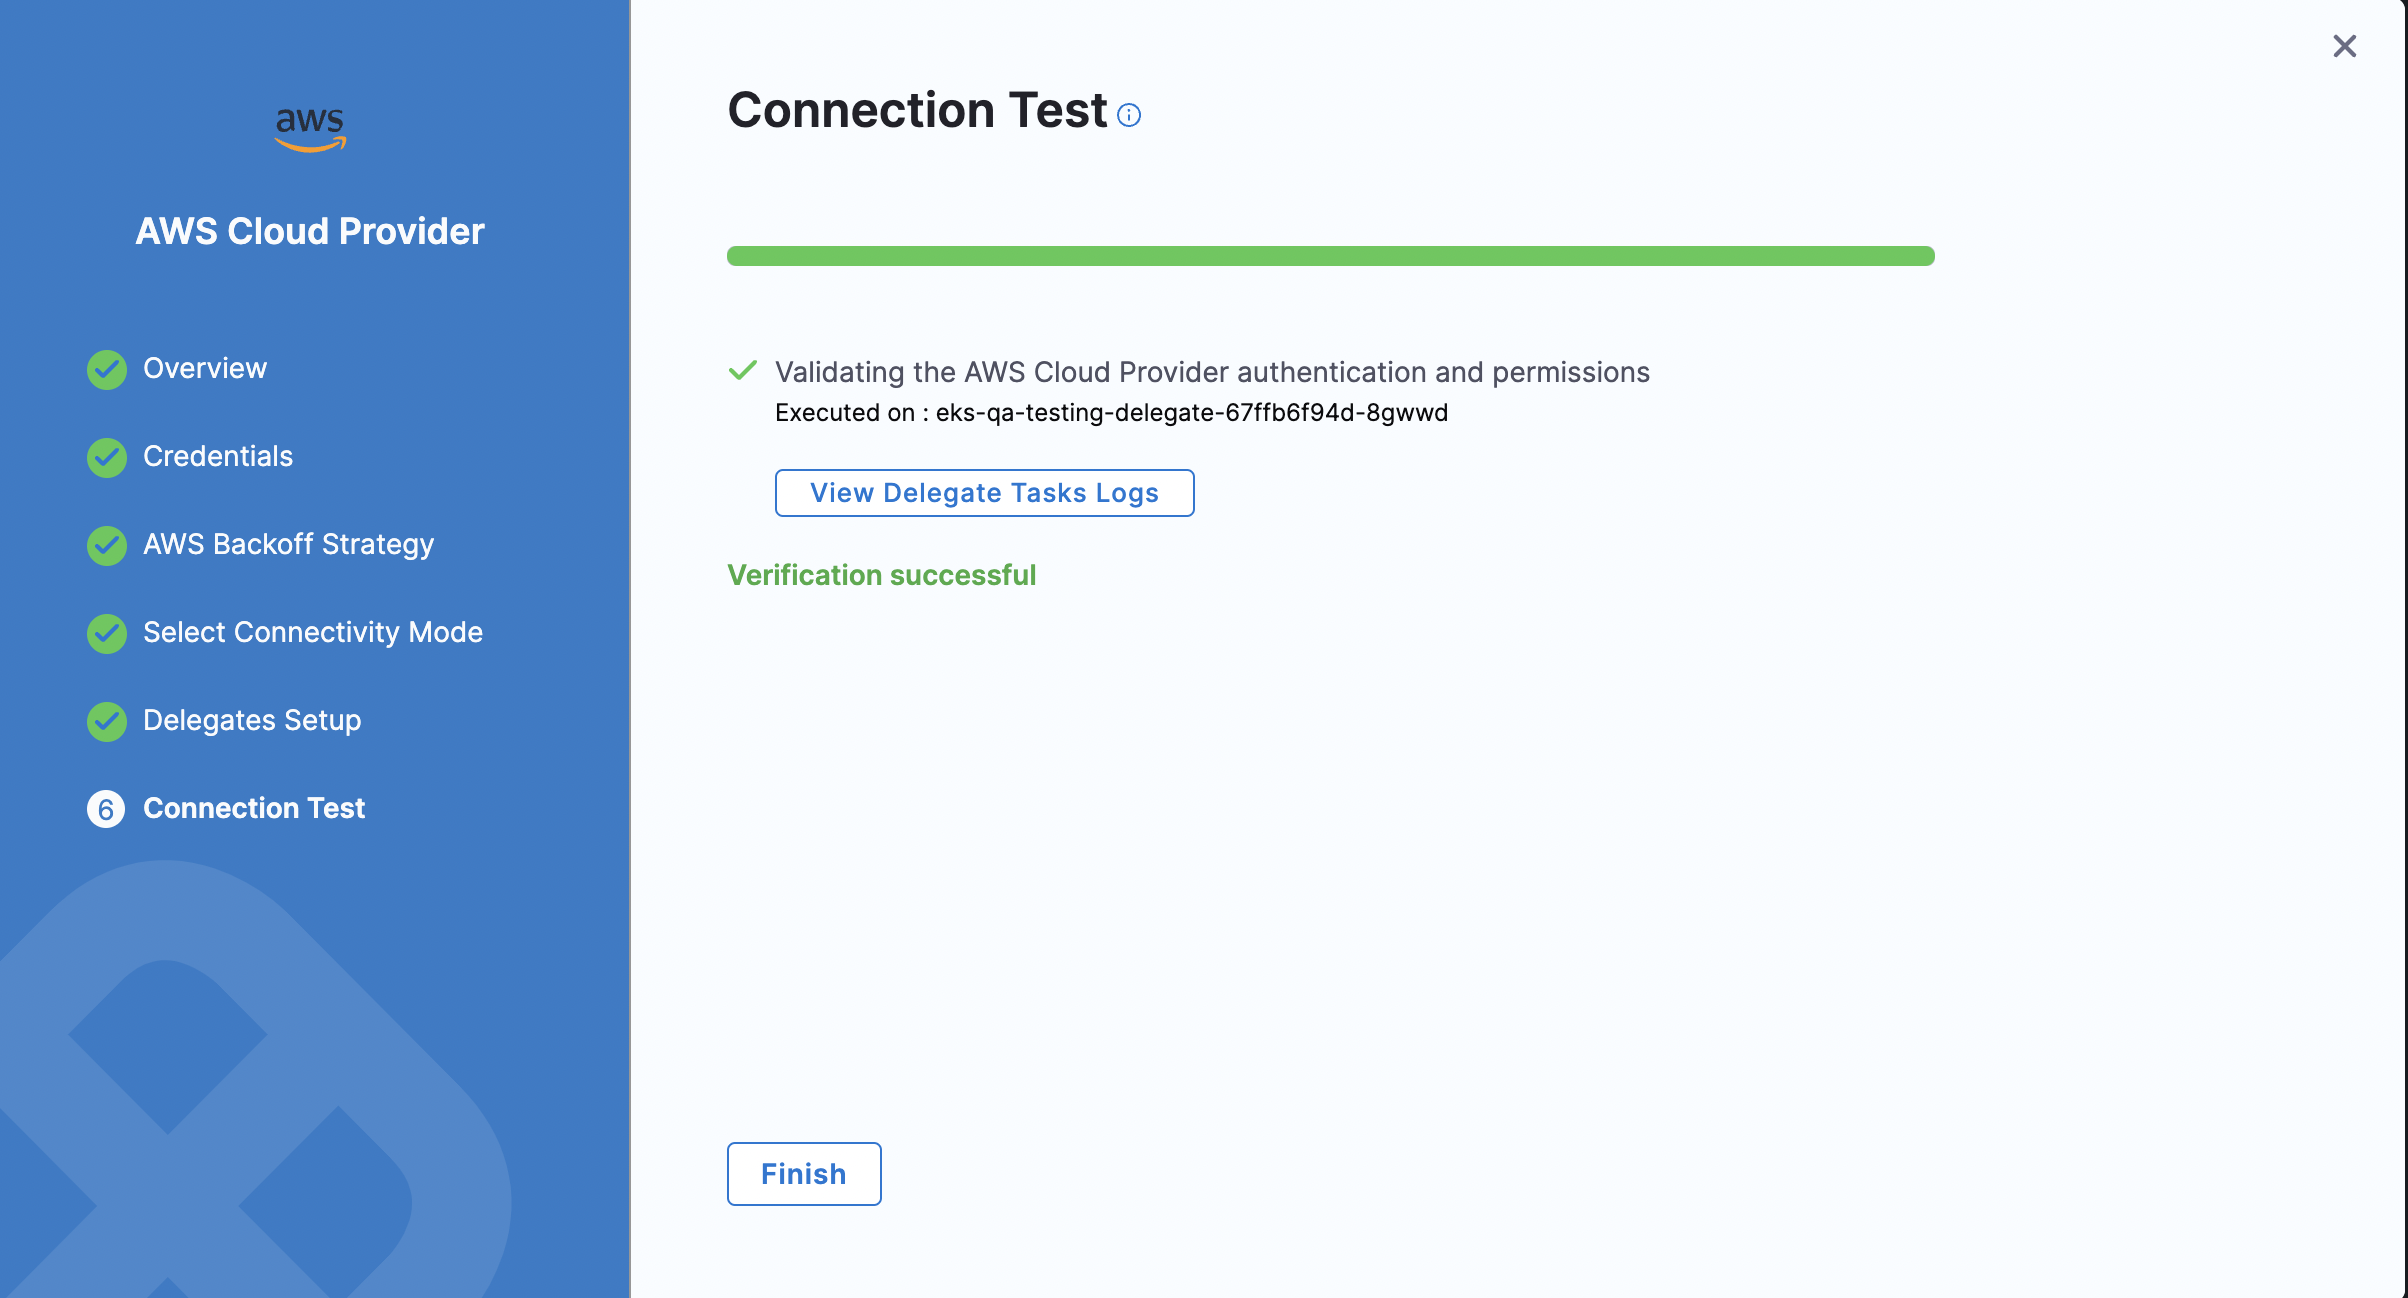 aws
AWS Cloud Provider
Overview
Credentials
AWS Backoff Strategy
Select Connectivity Mode
Delegates Setup
6 Connection Test
Connection Test
Validating the AWS Cloud Provider authentication and permissions
Executed on : eks-qa-testing-delegate-67ffb6f94d-8gwwd
View Delegate Tasks Logs
Verification successful
Finish